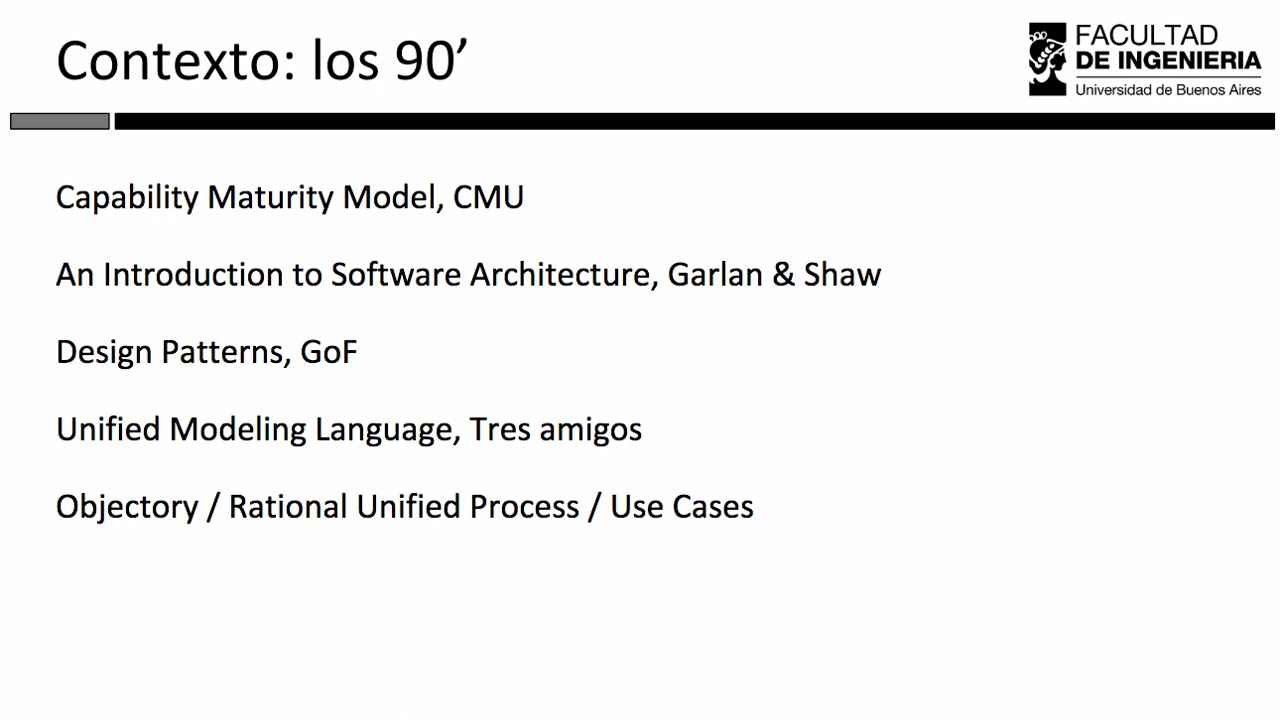 Contexto: los 90’
FACULTAD
DE INGENIERIA
Universidad de Buenos Aires
Capability Maturity Model, CMU
An Introduction to Software Architecture, Garlan & Shaw
Design Patterns, GoF
Unified Modeling Language, Tres amigos
Objectory / Rational Unified Process / Use Cases